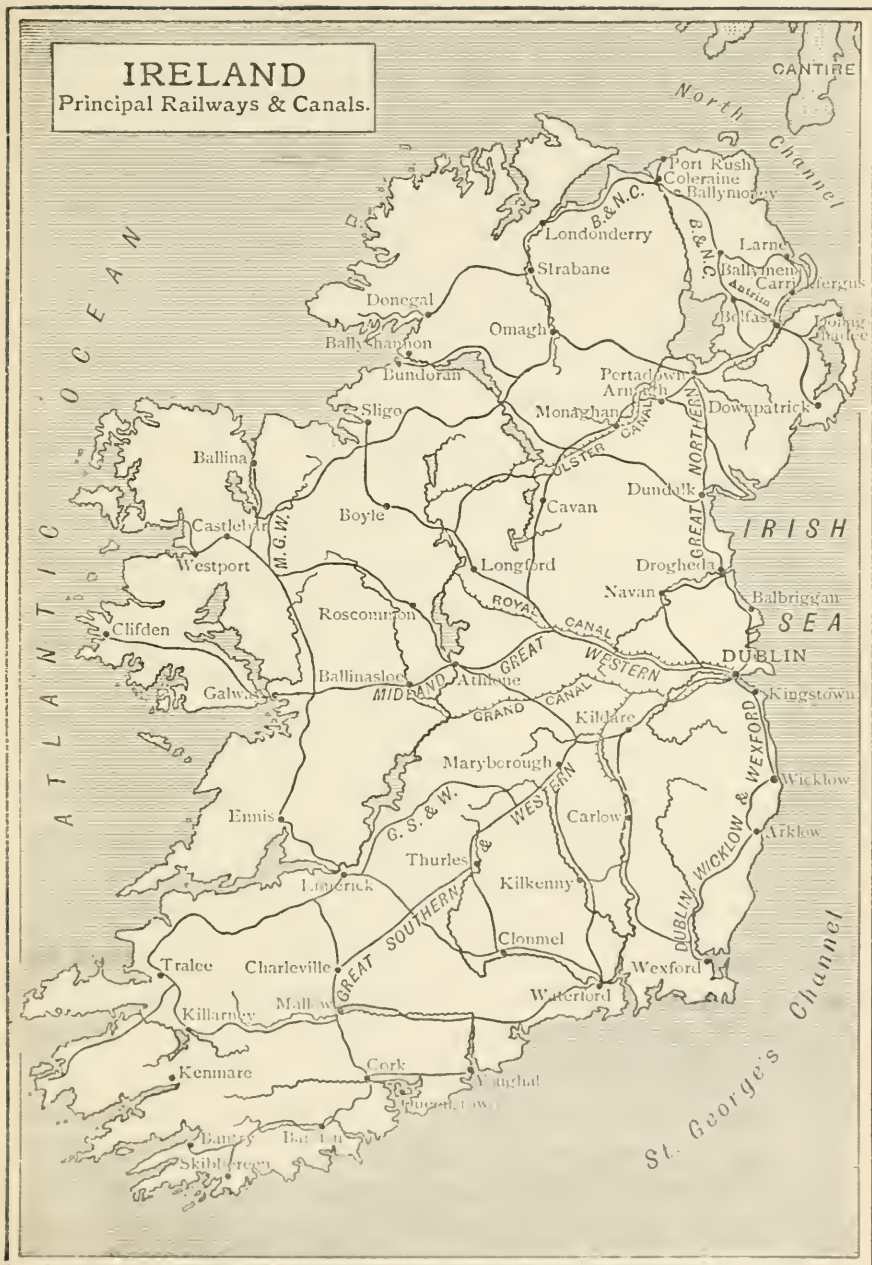 IRELAND
Principal Railways & Canals.
CANTIRE
North Channel
Port Rush
Coleraine
Ballymoney
B.&N.C.
Londonderry
B.&N.C.
Larne
Strabane
Ballymen
Carrickfergus
Antrim
Donegal
Belfast
Omagh
Ballyshannon
Bundoran
Portadown
Armagh
Sligo
Monaghan
Downpatrick
ULSTER CANAL
Ballina
GREAT NORTHERN
Dundalk
Boyle
Cavan
Castlebar
M.G.W.
IRISH SEA
Westport
Longford
Drogheda
Navan
Balbriggan
Roscommon
ROYAL CANAL
Clifden
DUBLIN
Ballinasloe
MIDLAND GREAT WESTERN
Athlone
Galway
Kingstown
GRAND CANAL
Kildare
Maryborough
Wicklow
Ennis
G.S.&W.
Carlow
Arklow
Thurles
Limerick
Kilkenny
DUBLIN, WICKLOW & WEXFORD
GREAT SOUTHERN & WESTERN
Clonmel
Wexford
Tralee
Charleville
Waterford
Mallow
Killarney
Cork
Kenmare
Youghal
Queenstown
Bantry
Skibbereen
ATLANTIC OCEAN
St. George's Channel